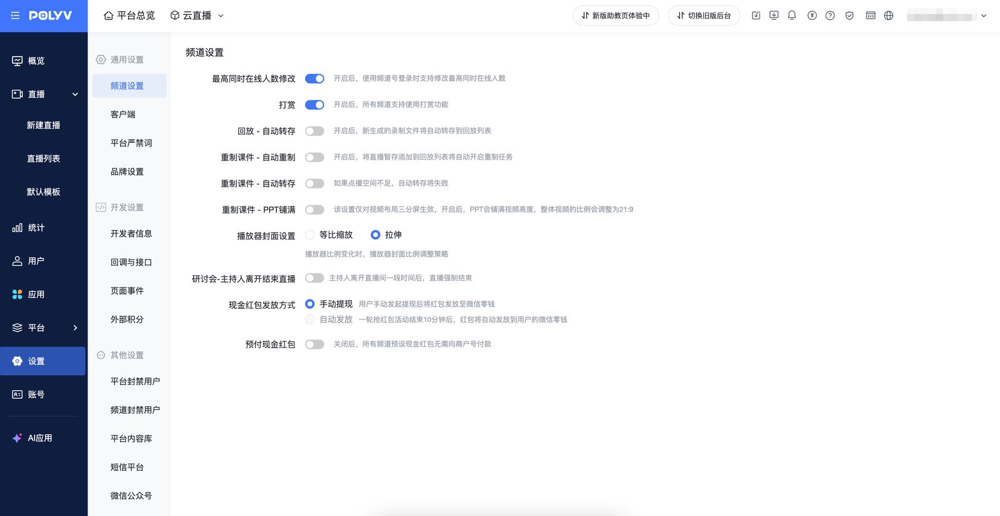 POLYV
平台总览
云直播
新版助教页体验中
切换旧版后台
概览
直播
新建直播
直播列表
默认模板
统计
用户
应用
平台
设置
账号
AI应用
通用设置
频道设置
客户端
平台严禁词
品牌设置
开发设置
开发者信息
回调与接口
页面事件
外部积分
其他设置
平台封禁用户
频道封禁用户
平台内容库
短信平台
微信公众号
频道设置
最高同时在线人数修改 开启后，使用频道号登录时支持修改最高同时在线人数
打赏 开启后，所有频道支持使用打赏功能
回放 - 自动转存 开启后，新生成的录制文件将自动转存到回放列表
重制课件 - 自动重制 开启后，将直播暂存添加到回放列表将自动开启重制任务
重制课件 - 自动转存 如果点播空间不足，自动转存将失败
重制课件 - PPT铺满 该设置仅对视频布局三分屏生效，开启后，PPT会铺满视频高度，整体视频的比例会调整为21:9
播放器封面设置 等比缩放 拉伸
播放器比例变化时，播放器封面比例调整策略
研讨会-主持人离开结束直播 主持人离开直播间一段时间后，直播强制结束
现金红包发放方式 手动提现 用户手动发起提现后将红包发放至微信零钱
自动发放 一轮抢红包活动结束10分钟后，红包将自动发放到用户的微信零钱
预付现金红包 关闭后，所有频道预设现金红包无需向商户号付款